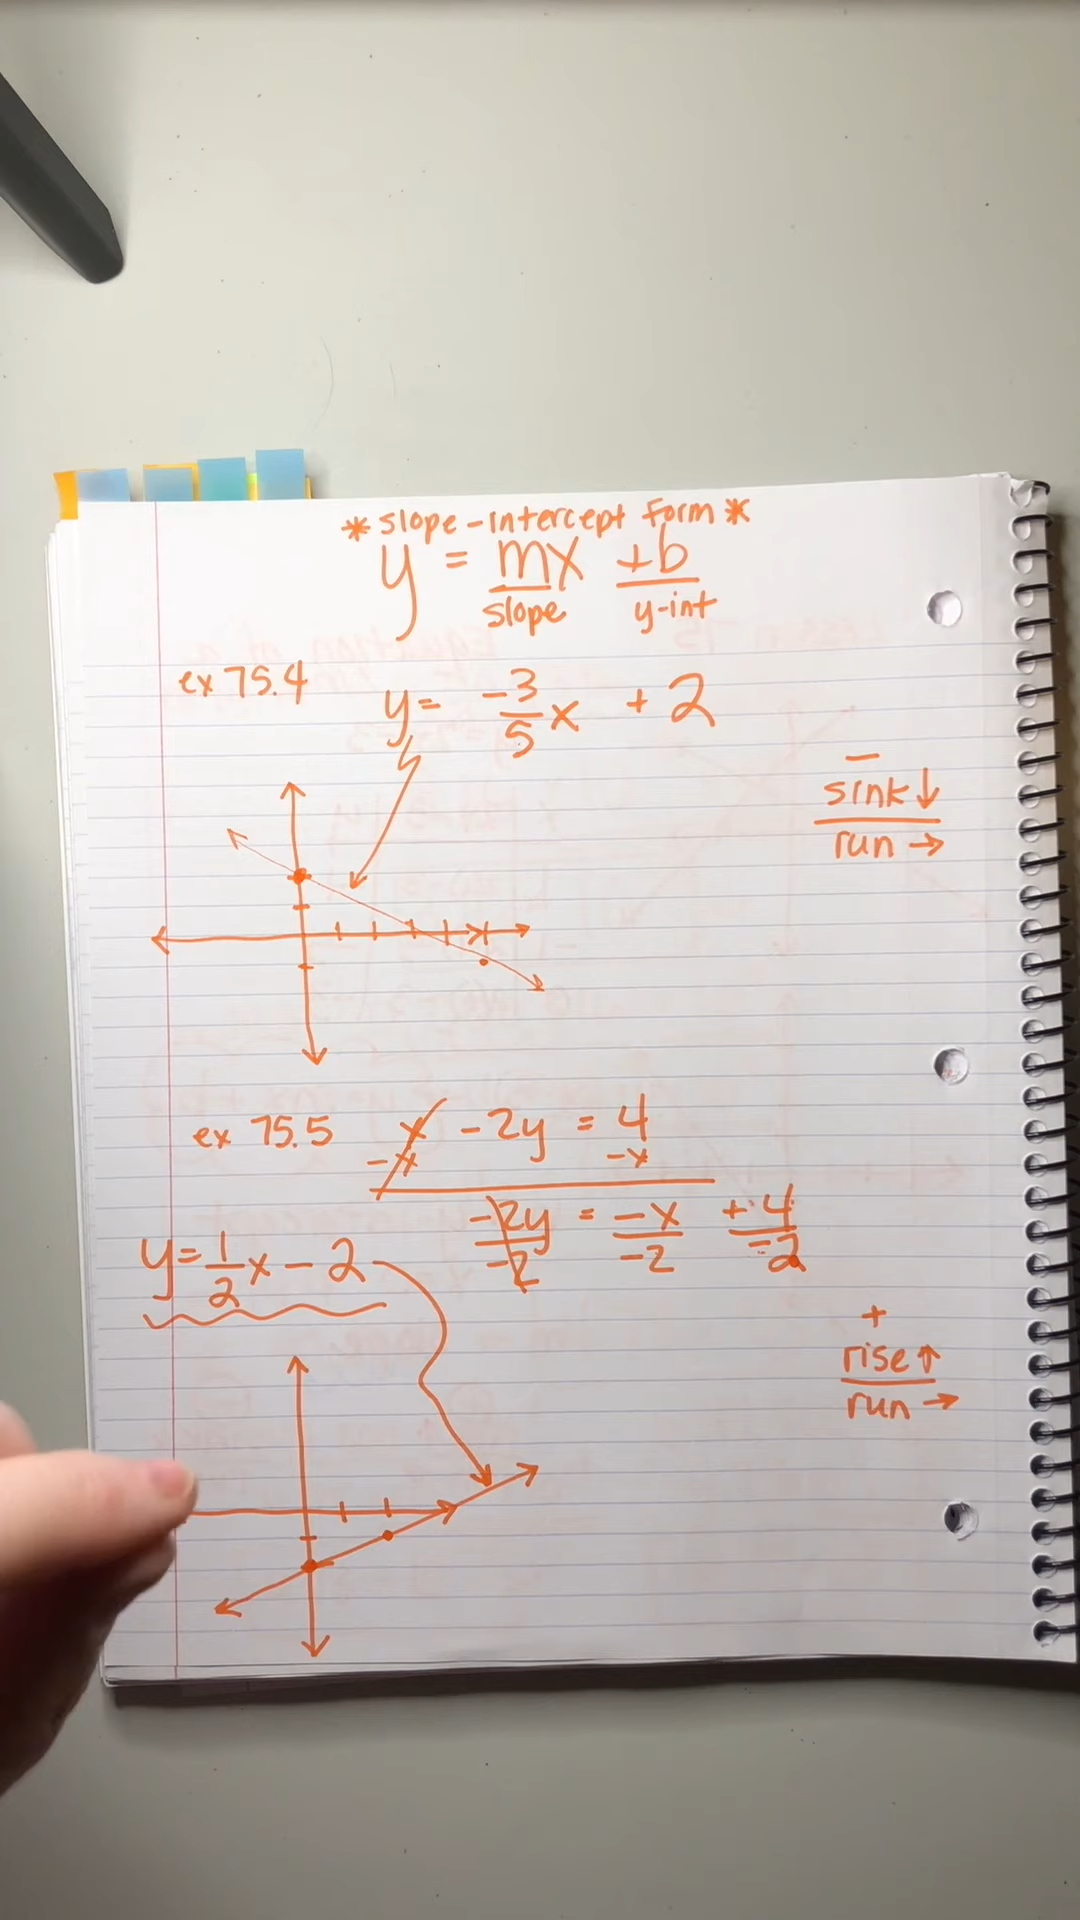 *slope-intercept form*
y = mx + b
slope y-int
ex 75.4 y = -3/5 x + 2
-
sink ↓
run →
ex 75.5 x - 2y = 4
-x -x
-2y = -x + 4
-2 -2 -2
y = 1/2 x - 2
+
rise ↑
run →